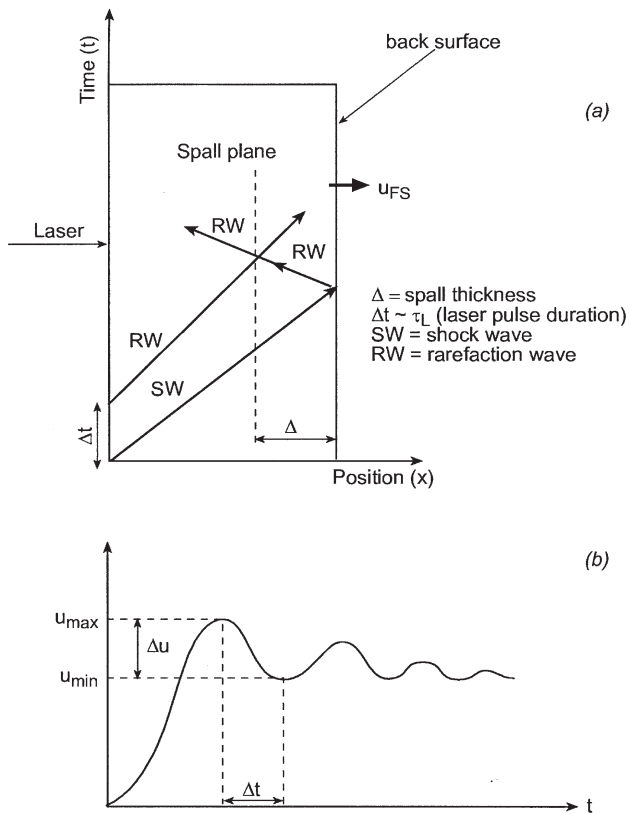 Time (t)
back surface
(a)
Spall plane
u_FS
RW
RW
Laser
Δ = spall thickness
Δt ~ τ_L (laser pulse duration)
SW = shock wave
RW = rarefaction wave
RW
SW
Δt
Δ
Position (x)
(b)
u_max
Δu
u_min
Δt
t